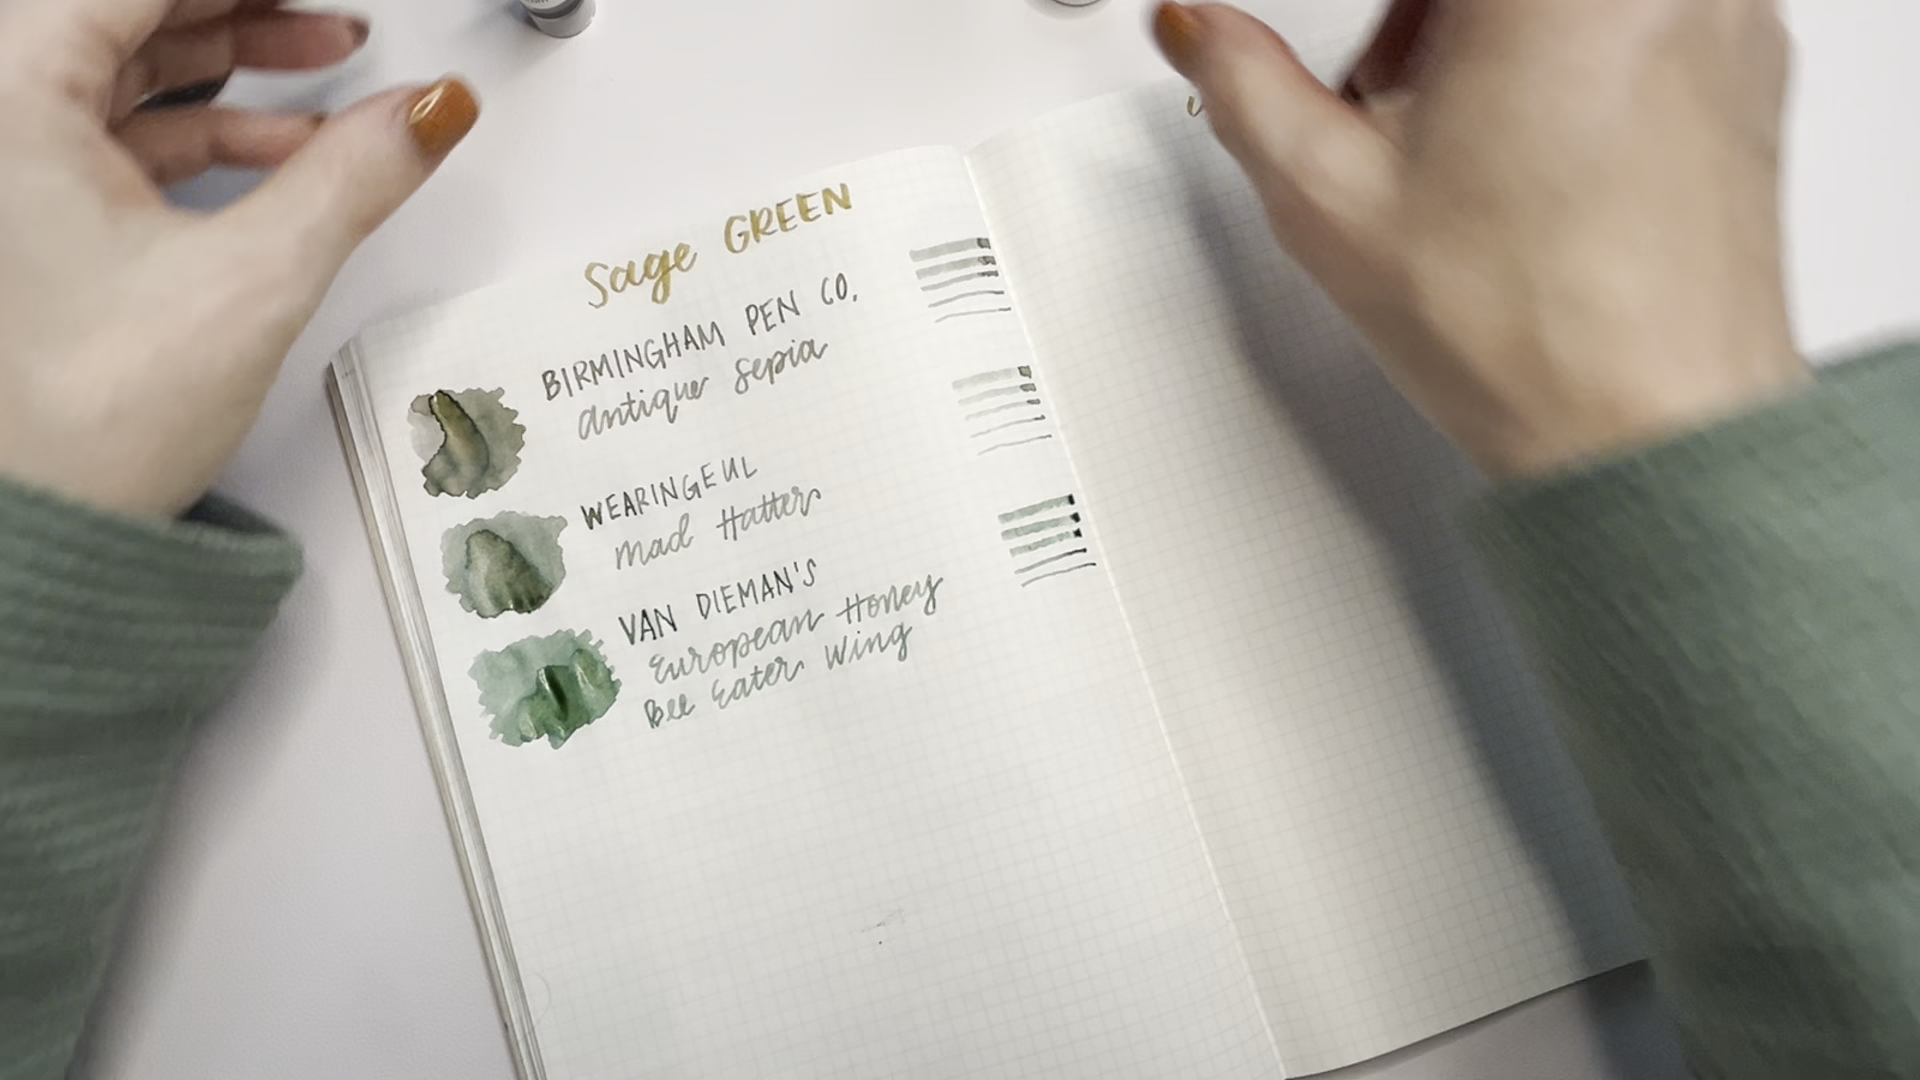 Sage GREEN
BIRMINGHAM PEN CO.
Antique Sepia
WEARINGEUL
Mad Hatter
VAN DIEMAN'S
European Honey
Bee Eater Wing